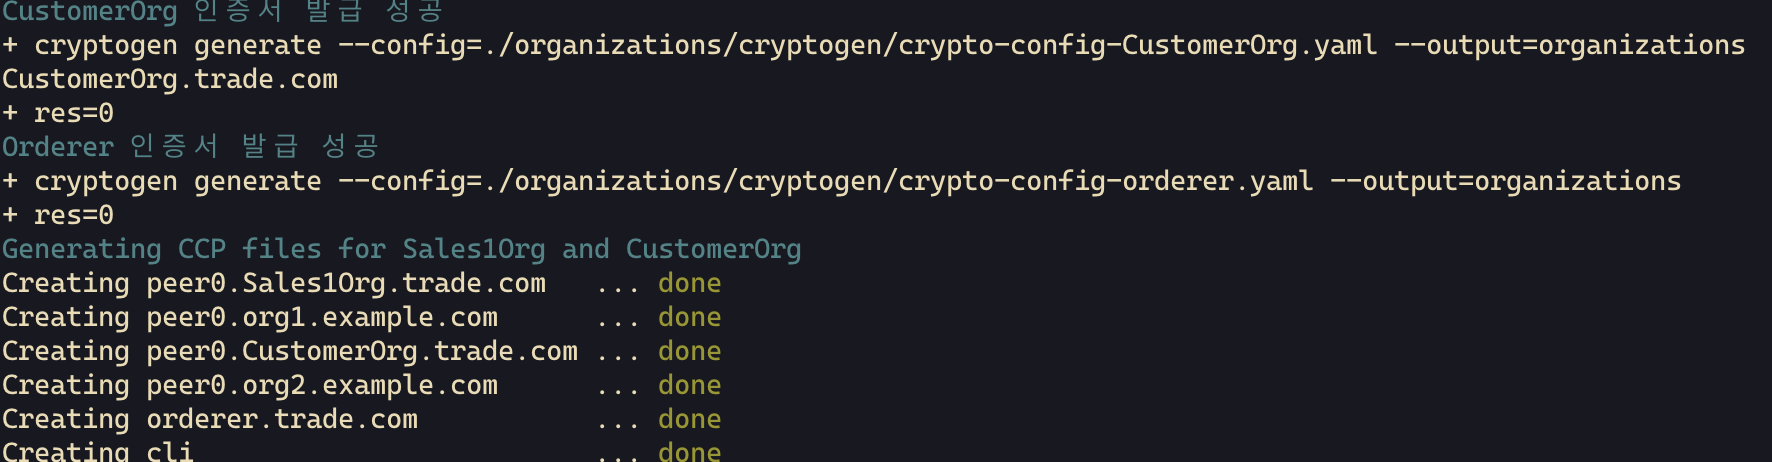 CustomerOrg 인증서 발급 성공
+ cryptogen generate --config=./organizations/cryptogen/crypto-config-CustomerOrg.yaml --output=organizations
CustomerOrg.trade.com
+ res=0
Orderer 인증서 발급 성공
+ cryptogen generate --config=./organizations/cryptogen/crypto-config-orderer.yaml --output=organizations
+ res=0
Generating CCP files for Sales1Org and CustomerOrg
Creating peer0.Sales1Org.trade.com   ... done
Creating peer0.org1.example.com      ... done
Creating peer0.CustomerOrg.trade.com ... done
Creating peer0.org2.example.com      ... done
Creating orderer.trade.com           ... done
Creating cli                         ... done